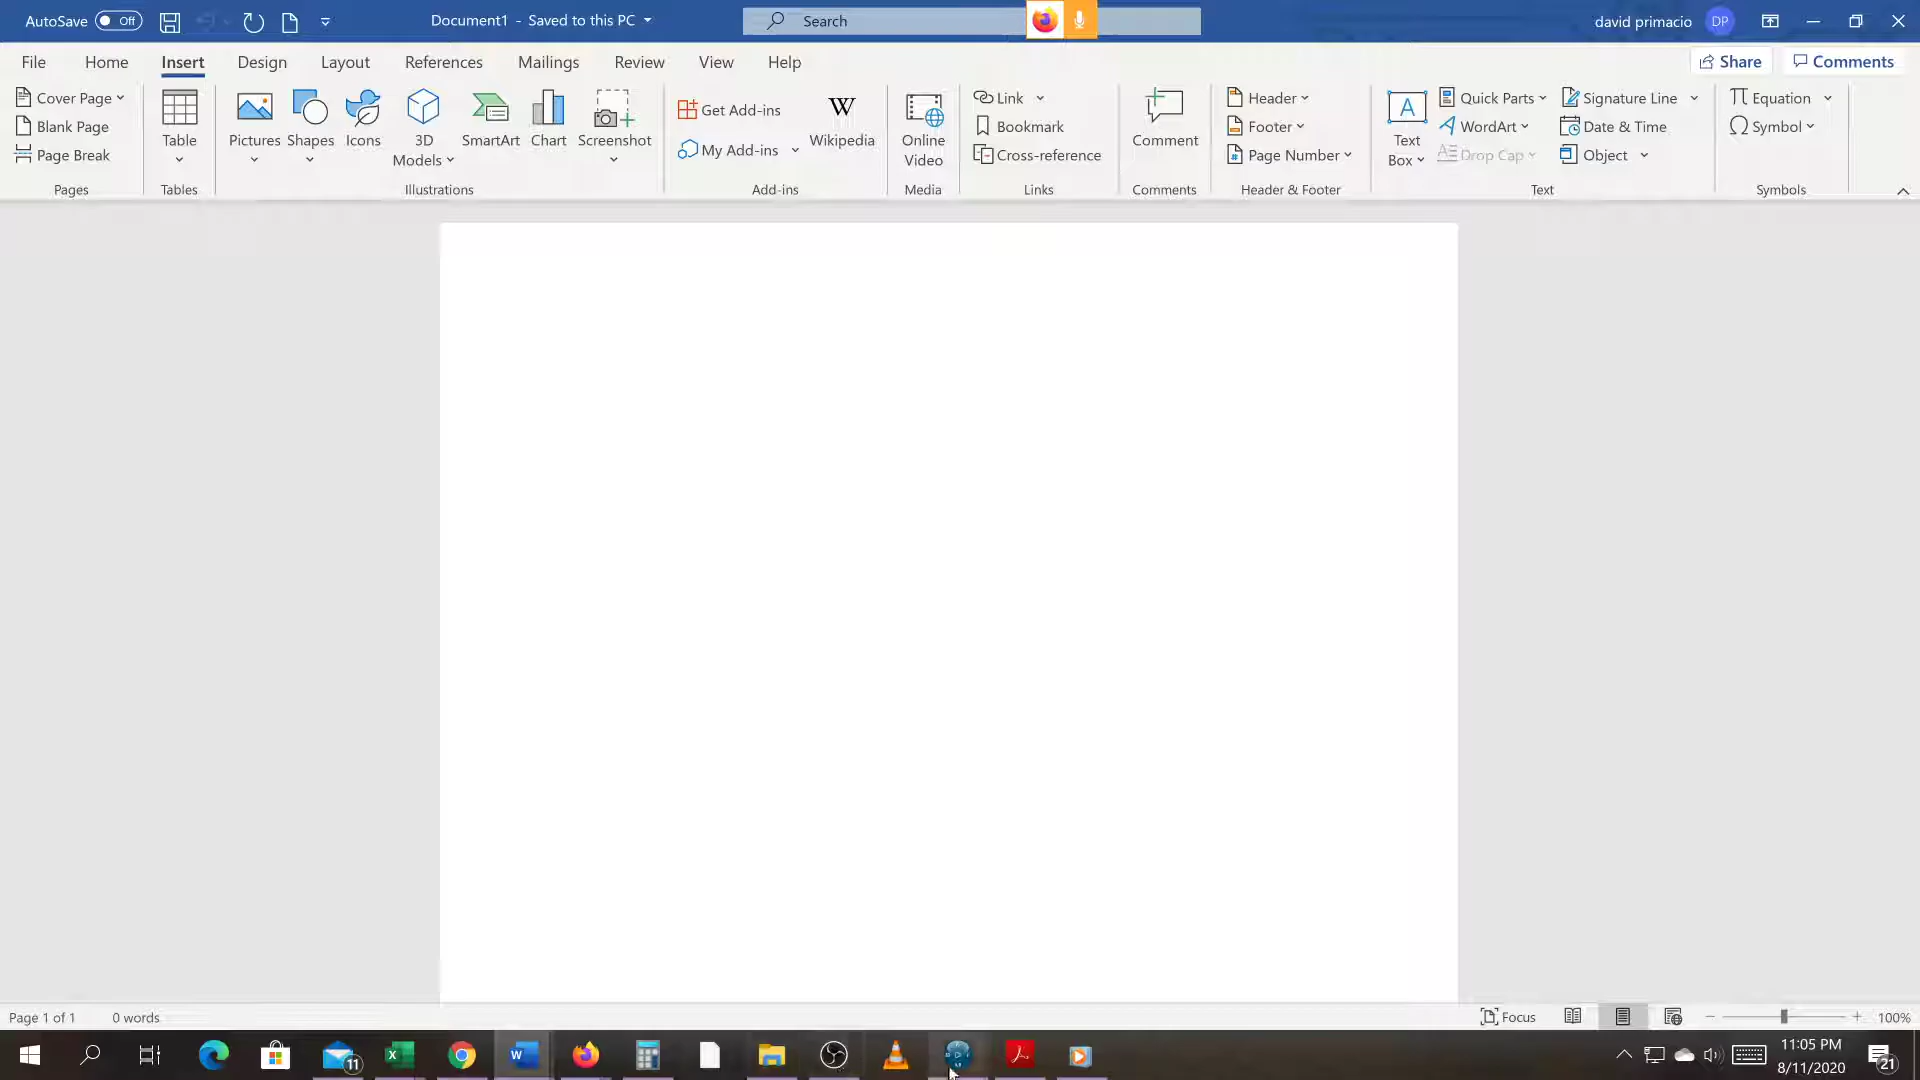 AutoSave Off Document1 - Saved to this PC Search david primacio DP
File Home Insert Design Layout References Mailings Review View Help Share Comments
Cover Page
Blank Page
Page Break
Pages
Table
Tables
Pictures
Shapes
Icons
3D
Models
SmartArt
Chart
Screenshot
Illustrations
Get Add-ins
My Add-ins
W
Wikipedia
Add-ins
Online
Video
Media
Link
Bookmark
Cross-reference
Links
Comment
Comments
Header
Footer
Page Number
Header & Footer
A
Text
Box
Quick Parts
WordArt
Drop Cap
Signature Line
Date & Time
Object
Text
Equation
Symbol
Symbols
Page 1 of 1 0 words Focus 100%
11 X W
11:05 PM
8/11/2020
21